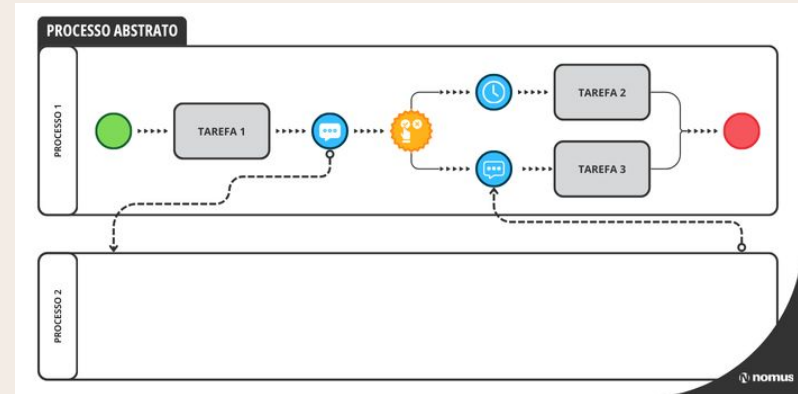 PROCESSO ABSTRATO
PROCESSO 1
TAREFA 1
TAREFA 2
TAREFA 3
PROCESSO 2
nomus